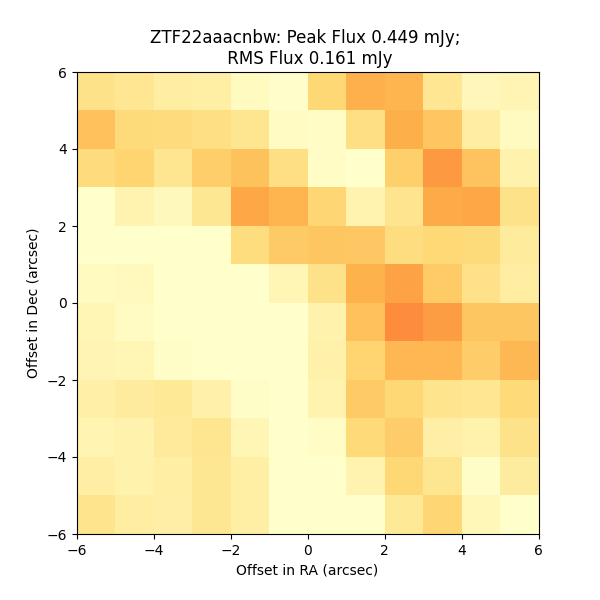 ZTF22aaacnbw: Peak Flux 0.449 mJy;
RMS Flux 0.161 mJy
6
4
2
0
−2
−4
−6
Offset in Dec (arcsec)
−6 −4 −2 0 2 4 6
Offset in RA (arcsec)